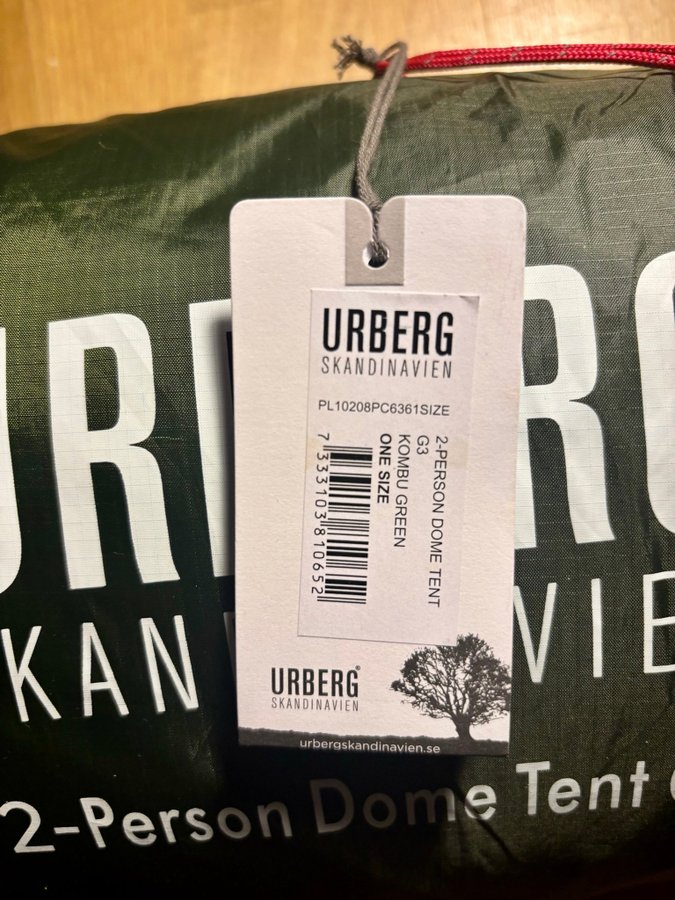 URBERG
SKANDINAVIEN
PL10208PC6361SIZE
2-PERSON DOME TENT
G3
KOMBU GREEN
ONE SIZE
7 333103 810652
URBERG®
SKANDINAVIEN
urbergskandinavien.se
2-Person Dome Tent